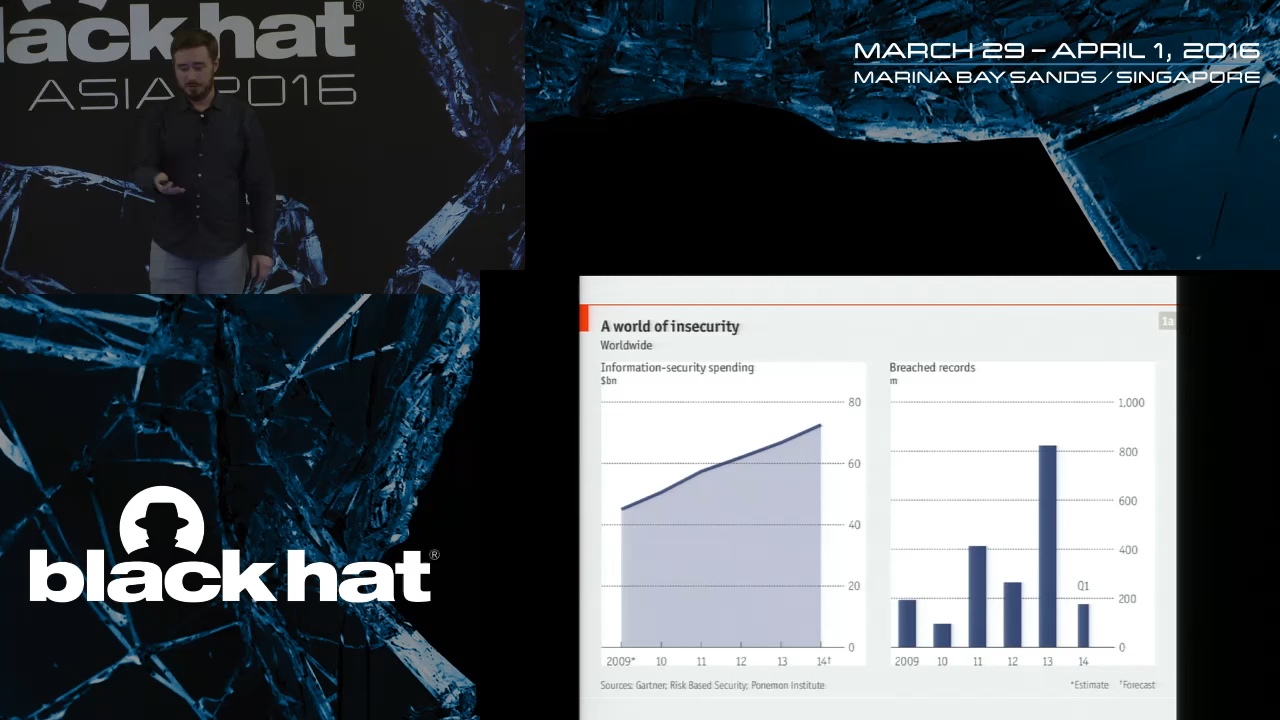 black hat®
ASIA 2016
MARCH 29 – APRIL 1, 2016
MARINA BAY SANDS / SINGAPORE
black hat®
A world of insecurity
1a
Worldwide
Information-security spending
$bn
80
60
40
20
0
2009* 10 11 12 13 14†
Breached records
m
1,000
800
600
400
Q1
200
0
2009 10 11 12 13 14
Sources: Gartner; Risk Based Security; Ponemon Institute
*Estimate †Forecast